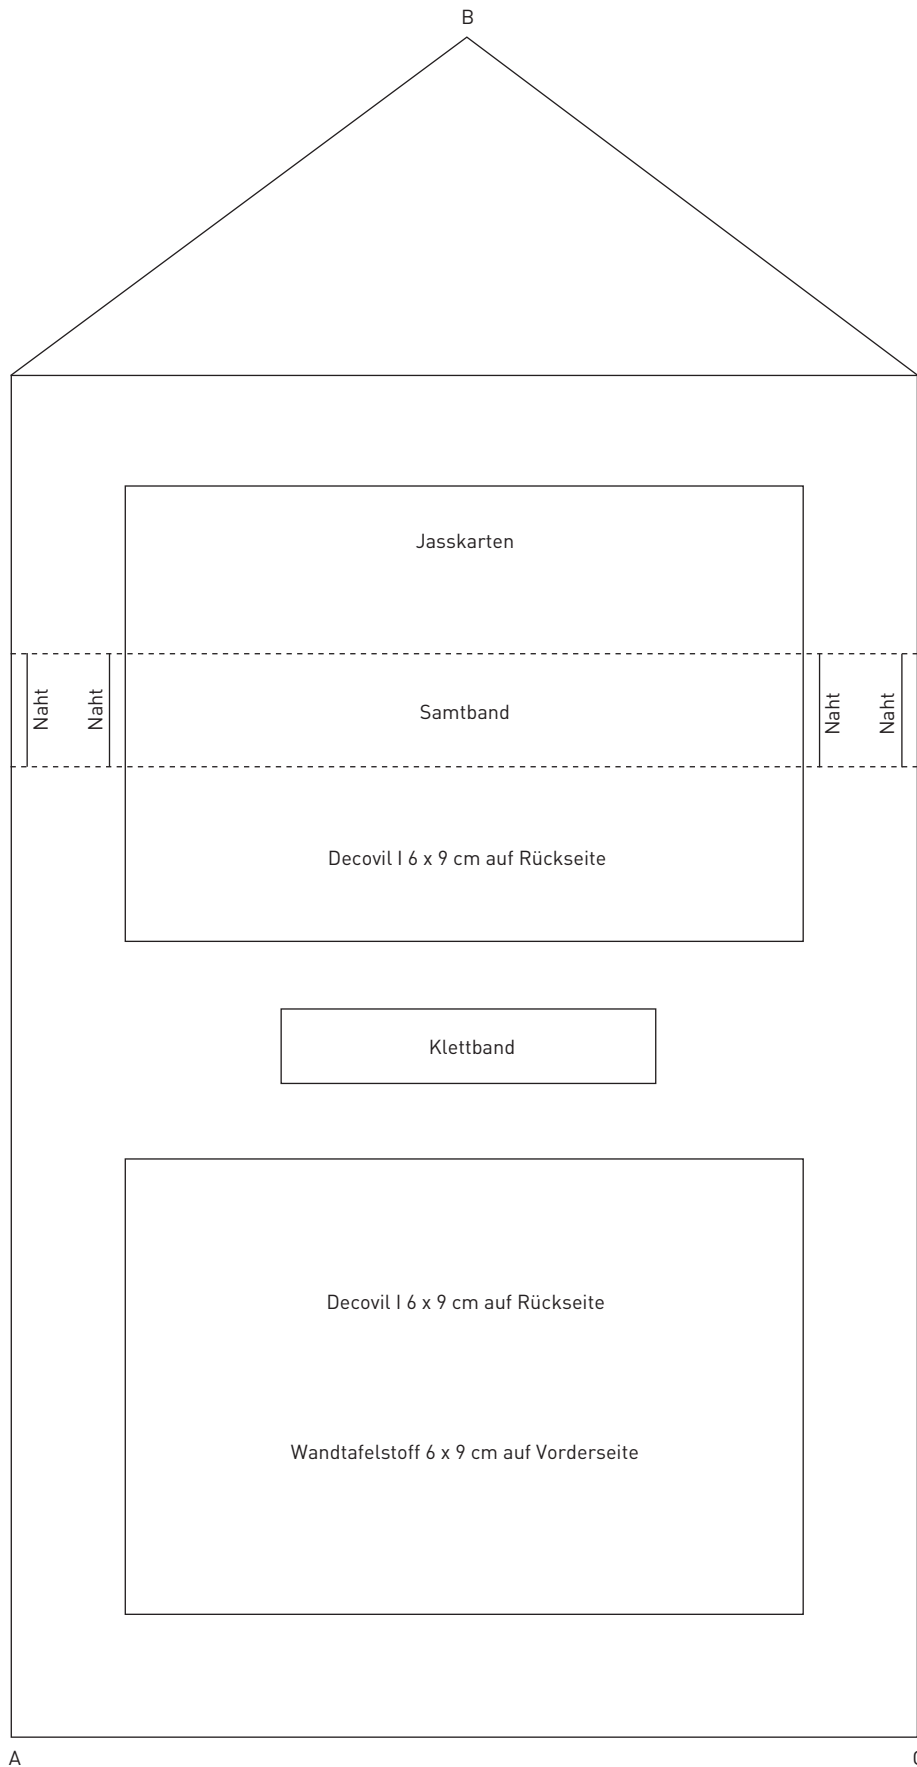 B
Jasskarten
Naht
Naht
Samtband
Naht
Naht
Decovil I 6 x 9 cm auf Rückseite
Klettband
Decovil I 6 x 9 cm auf Rückseite
Wandtafelstoff 6 x 9 cm auf Vorderseite
A